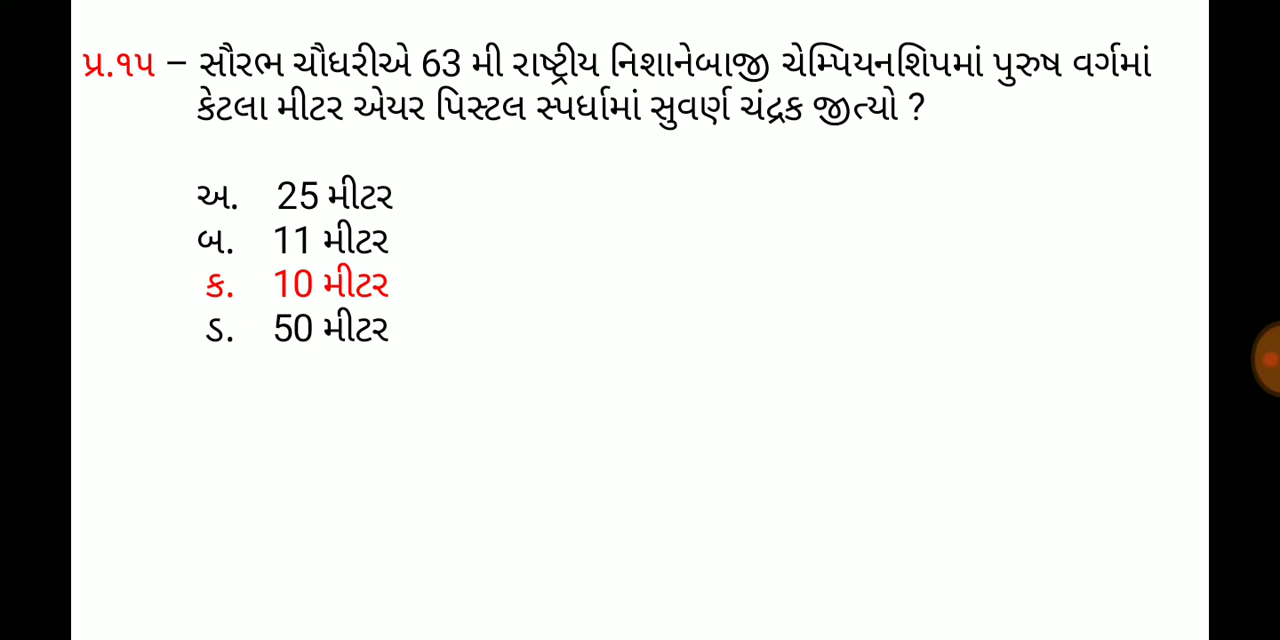 પ્ર.૧૫ – સૌરભ ચૌધરીએ 63 મી રાષ્ટ્રીય નિશાનેબાજી ચેમ્પિયનશિપમાં પુરુષ વર્ગમાં
કેટલા મીટર એયર પિસ્ટલ સ્પર્ધામાં સુવર્ણ ચંદ્રક જીત્યો ?
અ. 25 મીટર
બ. 11 મીટર
ક. 10 મીટર
ડ. 50 મીટર